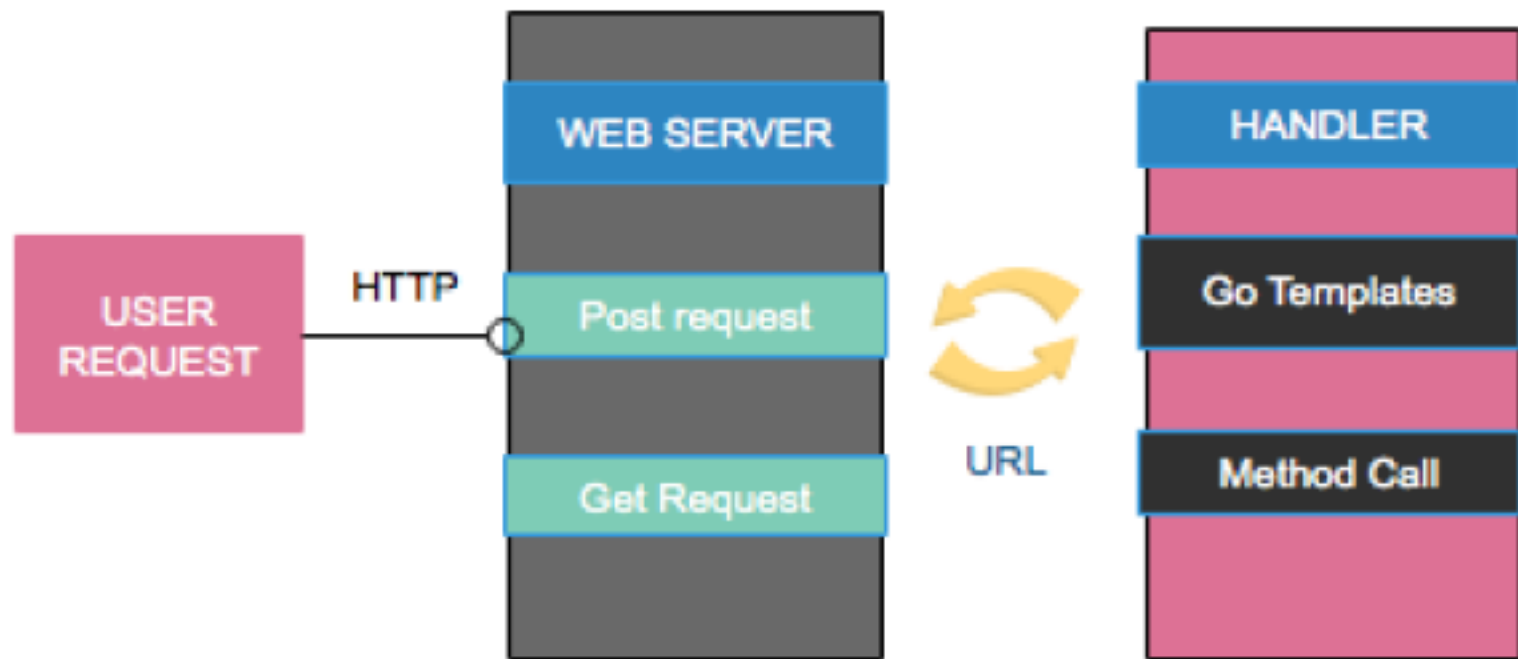 USER
REQUEST
HTTP
WEB SERVER
Post request
Get Request
URL
HANDLER
Go Templates
Method Call